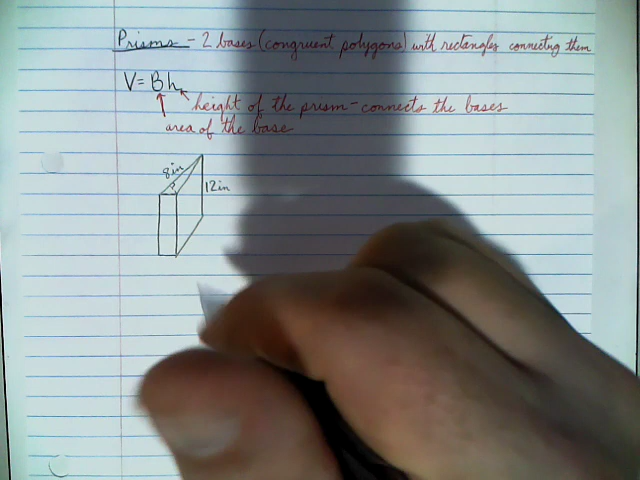 Prisms - 2 bases (congruent polygons) with rectangles connecting them
V = Bh
height of the prism - connects the bases
area of the base
8in
12in